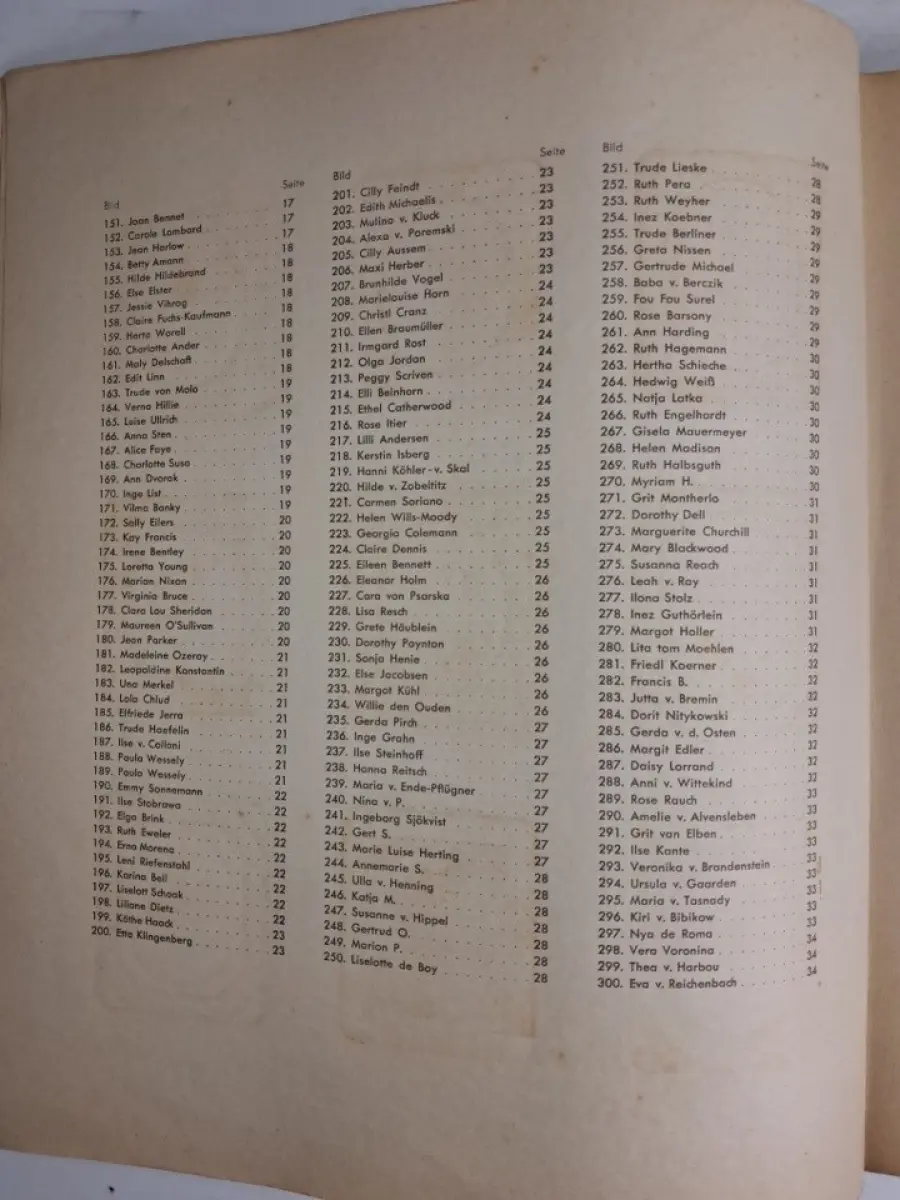 Bild Seite
151. Joan Bennet 17
152. Carole Lombard 17
153. Jean Harlow 17
154. Betty Amann 18
155. Hilde Hildebrand 18
156. Else Elster 18
157. Jessie Vihrog 18
158. Claire Fuchs-Kaufmann 18
159. Herta Worell 18
160. Charlotte Ander 18
161. Maly Delschaft 18
162. Edit Linn 18
163. Trude von Molo 19
164. Verna Hillie 19
165. Luise Ullrich 19
166. Anna Sten 19
167. Alice Faye 19
168. Charlotte Susa 19
169. Ann Dvorak 19
170. Inge List 19
171. Vilma Banky 19
172. Sally Eilers 20
173. Kay Francis 20
174. Irene Bentley 20
175. Loretta Young 20
176. Marian Nixon 20
177. Virginia Bruce 20
178. Clara Lou Sheridan 20
179. Maureen O'Sullivan 20
180. Jean Parker 20
181. Madeleine Ozeray 21
182. Leopoldine Konstantin 21
183. Una Merkel 21
184. Lola Chlud 21
185. Elfriede Jerra 21
186. Trude Haefelin 21
187. Ilse v. Collani 21
188. Paula Wessely 21
189. Paula Wessely 21
190. Emmy Sonnemann 22
191. Ilse Stobrawa 22
192. Elga Brink 22
193. Ruth Eweler 22
194. Erna Morena 22
195. Leni Riefenstahl 22
196. Karina Bell 22
197. Liselott Schaak 22
198. Liliane Dietz 22
199. Käthe Haack 23
200. Etta Klingenberg 23
Bild Seite
201. Cilly Feindt 23
202. Edith Michaelis 23
203. Mulino v. Kluck 23
204. Alexa v. Poremski 23
205. Cilly Aussem 23
206. Maxi Herber 23
207. Brunhilde Vogel 23
208. Marielouise Horn 24
209. Christl Cranz 24
210. Ellen Braumüller 24
211. Irmgard Rost 24
212. Olga Jordan 24
213. Peggy Scriven 24
214. Elli Beinhorn 24
215. Ethel Catherwood 24
216. Rose Itier 24
217. Lilli Andersen 25
218. Kerstin Isberg 25
219. Hanni Köhler-v. Skal 25
220. Hilde v. Zobeltitz 25
221. Carmen Soriano 25
222. Helen Wills-Moody 25
223. Georgia Colemann 25
224. Claire Dennis 25
225. Eileen Bennett 25
226. Eleanor Holm 26
227. Cara von Psarska 26
228. Lisa Resch 26
229. Grete Häublein 26
230. Dorothy Poynton 26
231. Sonja Henie 26
232. Else Jacobsen 26
233. Margot Kühl 26
234. Willie den Ouden 26
235. Gerda Pirch 27
236. Inge Grahn 27
237. Ilse Steinhoff 27
238. Hanna Reitsch 27
239. Maria v. Ende-Pflügner 27
240. Nina v. P. 27
241. Ingeborg Sjökvist 27
242. Gert S. 27
243. Marie Luise Herting 27
244. Annemarie S. 28
245. Ulla v. Henning 28
246. Katja M. 28
247. Susanne v. Hippel 28
248. Gertrud O. 28
249. Marion P. 28
250. Liselotte de Booy 28
Bild Seite
251. Trude Lieske 28
252. Ruth Pera 28
253. Ruth Weyher 29
254. Inez Koebner 29
255. Trude Berliner 29
256. Greta Nissen 29
257. Gertrude Michael 29
258. Baba v. Berczik 29
259. Fou Fou Surel 29
260. Rose Barsony 29
261. Ann Harding 29
262. Ruth Hagemann 30
263. Hertha Schieche 30
264. Hedwig Weiß 30
265. Natja Latka 30
266. Ruth Engelhardt 30
267. Gisela Mauermeyer 30
268. Helen Madison 30
269. Ruth Halbsguth 30
270. Myriam H. 30
271. Grit Montherlo 31
272. Dorothy Dell 31
273. Marguerite Churchill 31
274. Mary Blackwood 31
275. Susanna Reach 31
276. Leah v. Ray 31
277. Ilona Stolz 31
278. Inez Guthörlein 31
279. Margot Haller 31
280. Lita tom Moehlen 32
281. Friedl Koerner 32
282. Francis B. 32
283. Jutta v. Bremin 32
284. Dorit Nitykowski 32
285. Gerda v. d. Osten 32
286. Margit Edler 32
287. Daisy Lorrand 32
288. Anni v. Wittekind 32
289. Rose Rauch 33
290. Amelie v. Alvensleben 33
291. Grit van Elben 33
292. Ilse Kante 33
293. Veronika v. Brandenstein 33
294. Ursula v. Gaarden 33
295. Maria v. Tasnady 33
296. Kiri v. Bibikow 33
297. Nya de Roma 33
298. Vera Voronina 34
299. Thea v. Harbou 34
300. Eva v. Reichenbach 34